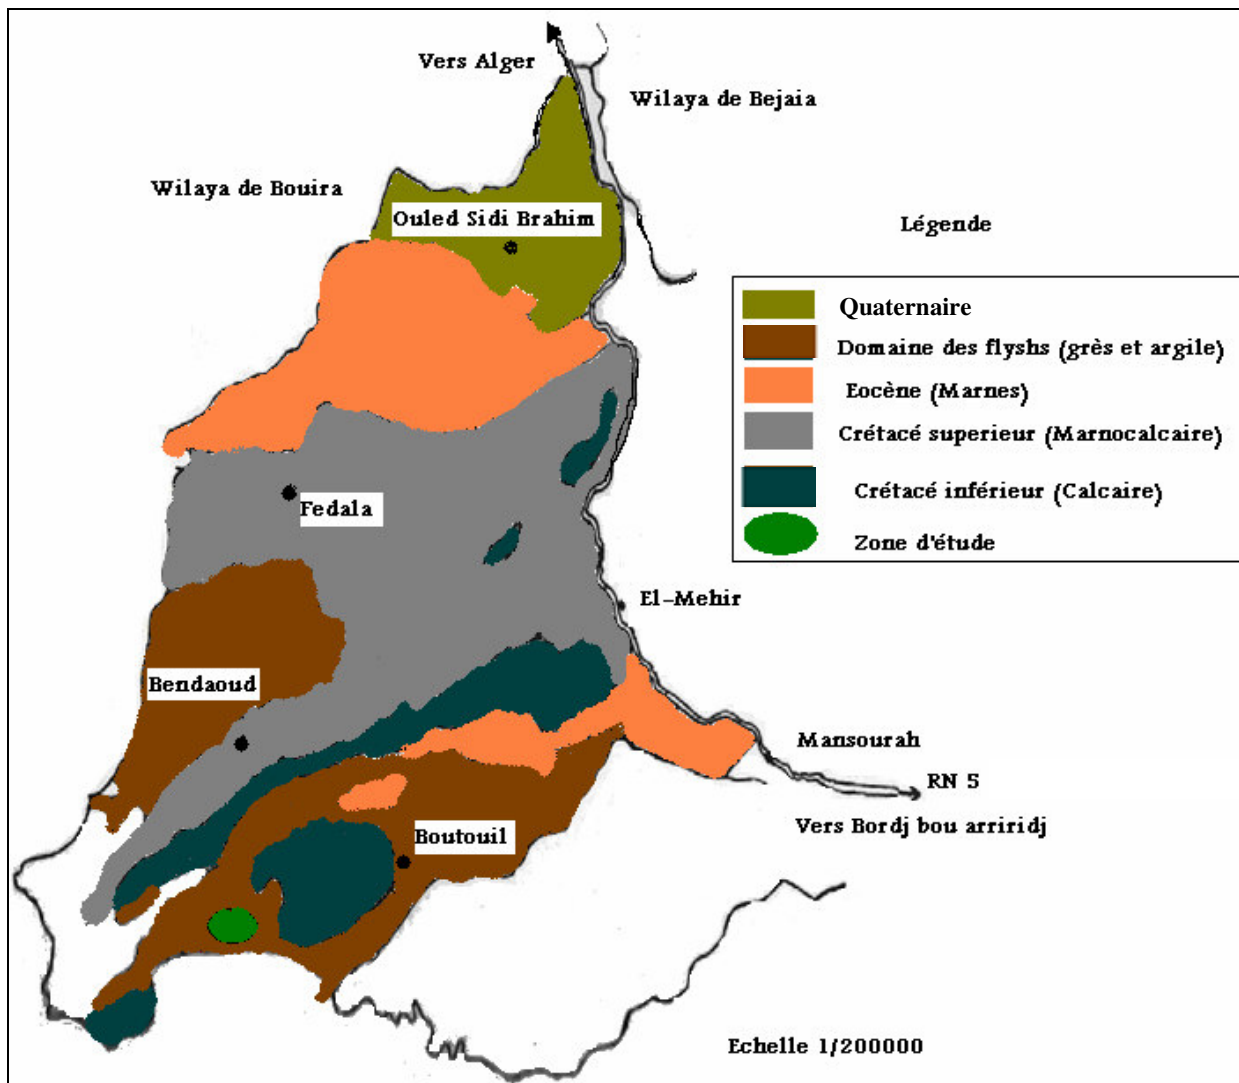 Vers Alger
Wilaya de Bejaia
Wilaya de Bouira
Ouled Sidi Brahim
Légende
Quaternaire
Domaine des flyshs (grès et argile)
Eocène (Marnes)
Crétacé superieur (Marnocalcaire)
Crétacé inférieur (Calcaire)
Zone d'étude
Fedala
El-Mehir
Bendaoud
Mansourah
RN 5
Vers Bordj bou arriridj
Boutouil
Echelle 1/200000